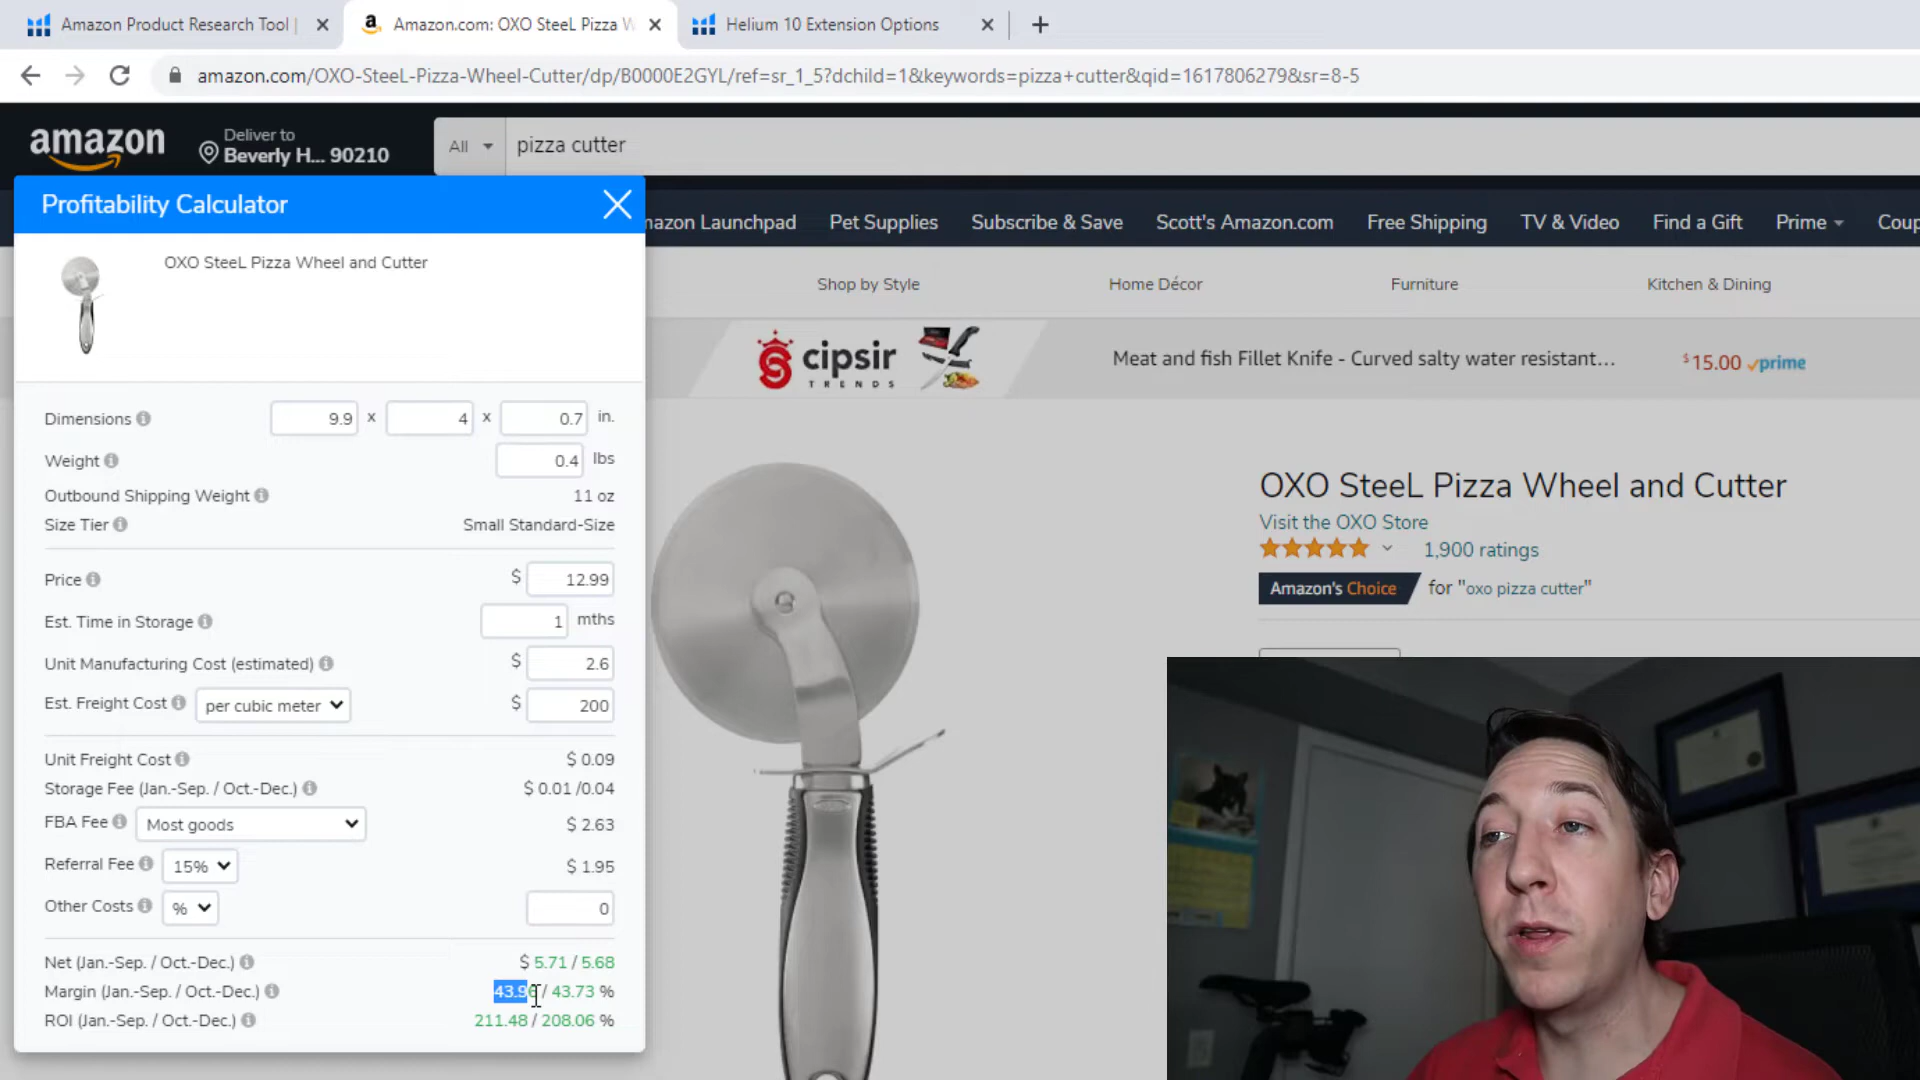 Amazon Product Research Tool |
Amazon.com: OXO SteeL Pizza W
Helium 10 Extension Options
amazon.com/OXO-SteeL-Pizza-Wheel-Cutter/dp/B0000E2GYL/ref=sr_1_5?dchild=1&keywords=pizza+cutter&qid=1617806279&sr=8-5
amazon
Deliver to
Beverly H... 90210
All
pizza cutter
Profitability Calculator
mazon Launchpad
Pet Supplies
Subscribe & Save
Scott's Amazon.com
Free Shipping
TV & Video
Find a Gift
Prime
Coup
OXO SteeL Pizza Wheel and Cutter
Shop by Style
Home Décor
Furniture
Kitchen & Dining
cipsir
TRENDS
Meat and fish Fillet Knife - Curved salty water resistant...
$15.00 prime
Dimensions 9.9 x 4 x 0.7 in.
Weight 0.4 lbs
Outbound Shipping Weight 11 oz
Size Tier Small Standard-Size
Price $ 12.99
Est. Time in Storage 1 mths
Unit Manufacturing Cost (estimated) $ 2.6
Est. Freight Cost per cubic meter $ 200
Unit Freight Cost $ 0.09
Storage Fee (Jan.-Sep. / Oct.-Dec.) $ 0.01 /0.04
FBA Fee Most goods $ 2.63
Referral Fee 15% $ 1.95
Other Costs % 0
Net (Jan.-Sep. / Oct.-Dec.) $ 5.71 / 5.68
Margin (Jan.-Sep. / Oct.-Dec.) 43.96 / 43.73 %
ROI (Jan.-Sep. / Oct.-Dec.) 211.48 / 208.06 %
OXO SteeL Pizza Wheel and Cutter
Visit the OXO Store
1,900 ratings
Amazon's Choice for "oxo pizza cutter"